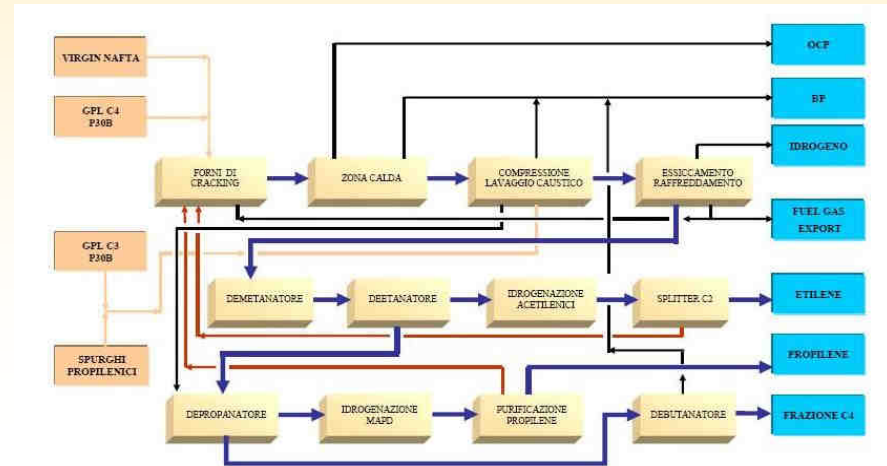 VIRGIN NAFTA
GPL C4
P30B
GPL C3
P30B
SPURGHI
PROPILENICI
FORNI DI
CRACKING
ZONA CALDA
COMPRESSIONE
LAVAGGIO CAUSTICO
ESSICCAMENTO
RAFFREDDAMENTO
DEMETANATORE
DEETANATORE
IDROGENAZIONE
ACETILENICI
SPLITTER C2
DEPROPANATORE
IDROGENAZIONE
MAPD
PURIFICAZIONE
PROPILENE
DEBUTANATORE
OCP
BP
IDROGENO
FUEL GAS
EXPORT
ETILENE
PROPILENE
FRAZIONE C4